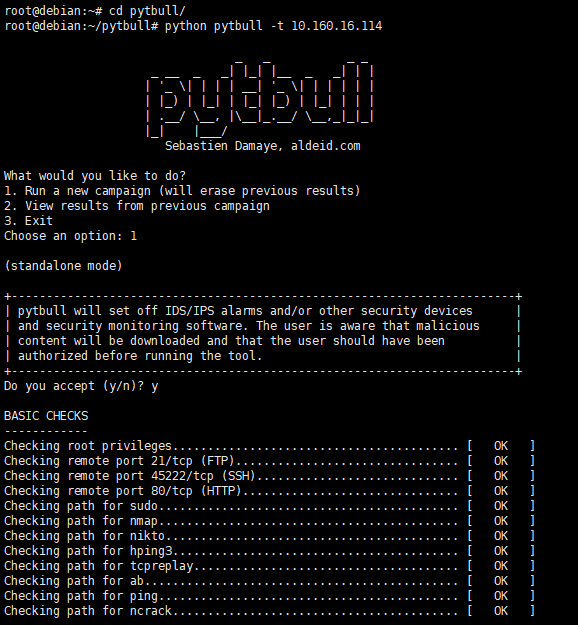 root@debian:~# cd pytbull/
root@debian:~/pytbull# python pytbull -t 10.160.16.114
pytbull
Sebastien Damaye, aldeid.com
What would you like to do?
1. Run a new campaign (will erase previous results)
2. View results from previous campaign
3. Exit
Choose an option: 1
(standalone mode)
+------------------------------------------------------------------------+
| pytbull will set off IDS/IPS alarms and/or other security devices |
| and security monitoring software. The user is aware that malicious |
| content will be downloaded and that the user should have been |
| authorized before running the tool. |
+------------------------------------------------------------------------+
Do you accept (y/n)? y
BASIC CHECKS
------------
Checking root privileges......................................... [ OK ]
Checking remote port 21/tcp (FTP)................................ [ OK ]
Checking remote port 45222/tcp (SSH)............................. [ OK ]
Checking remote port 80/tcp (HTTP)............................... [ OK ]
Checking path for sudo........................................... [ OK ]
Checking path for nmap........................................... [ OK ]
Checking path for nikto.......................................... [ OK ]
Checking path for hping3......................................... [ OK ]
Checking path for tcpreplay...................................... [ OK ]
Checking path for ab............................................. [ OK ]
Checking path for ping........................................... [ OK ]
Checking path for ncrack......................................... [ OK ]